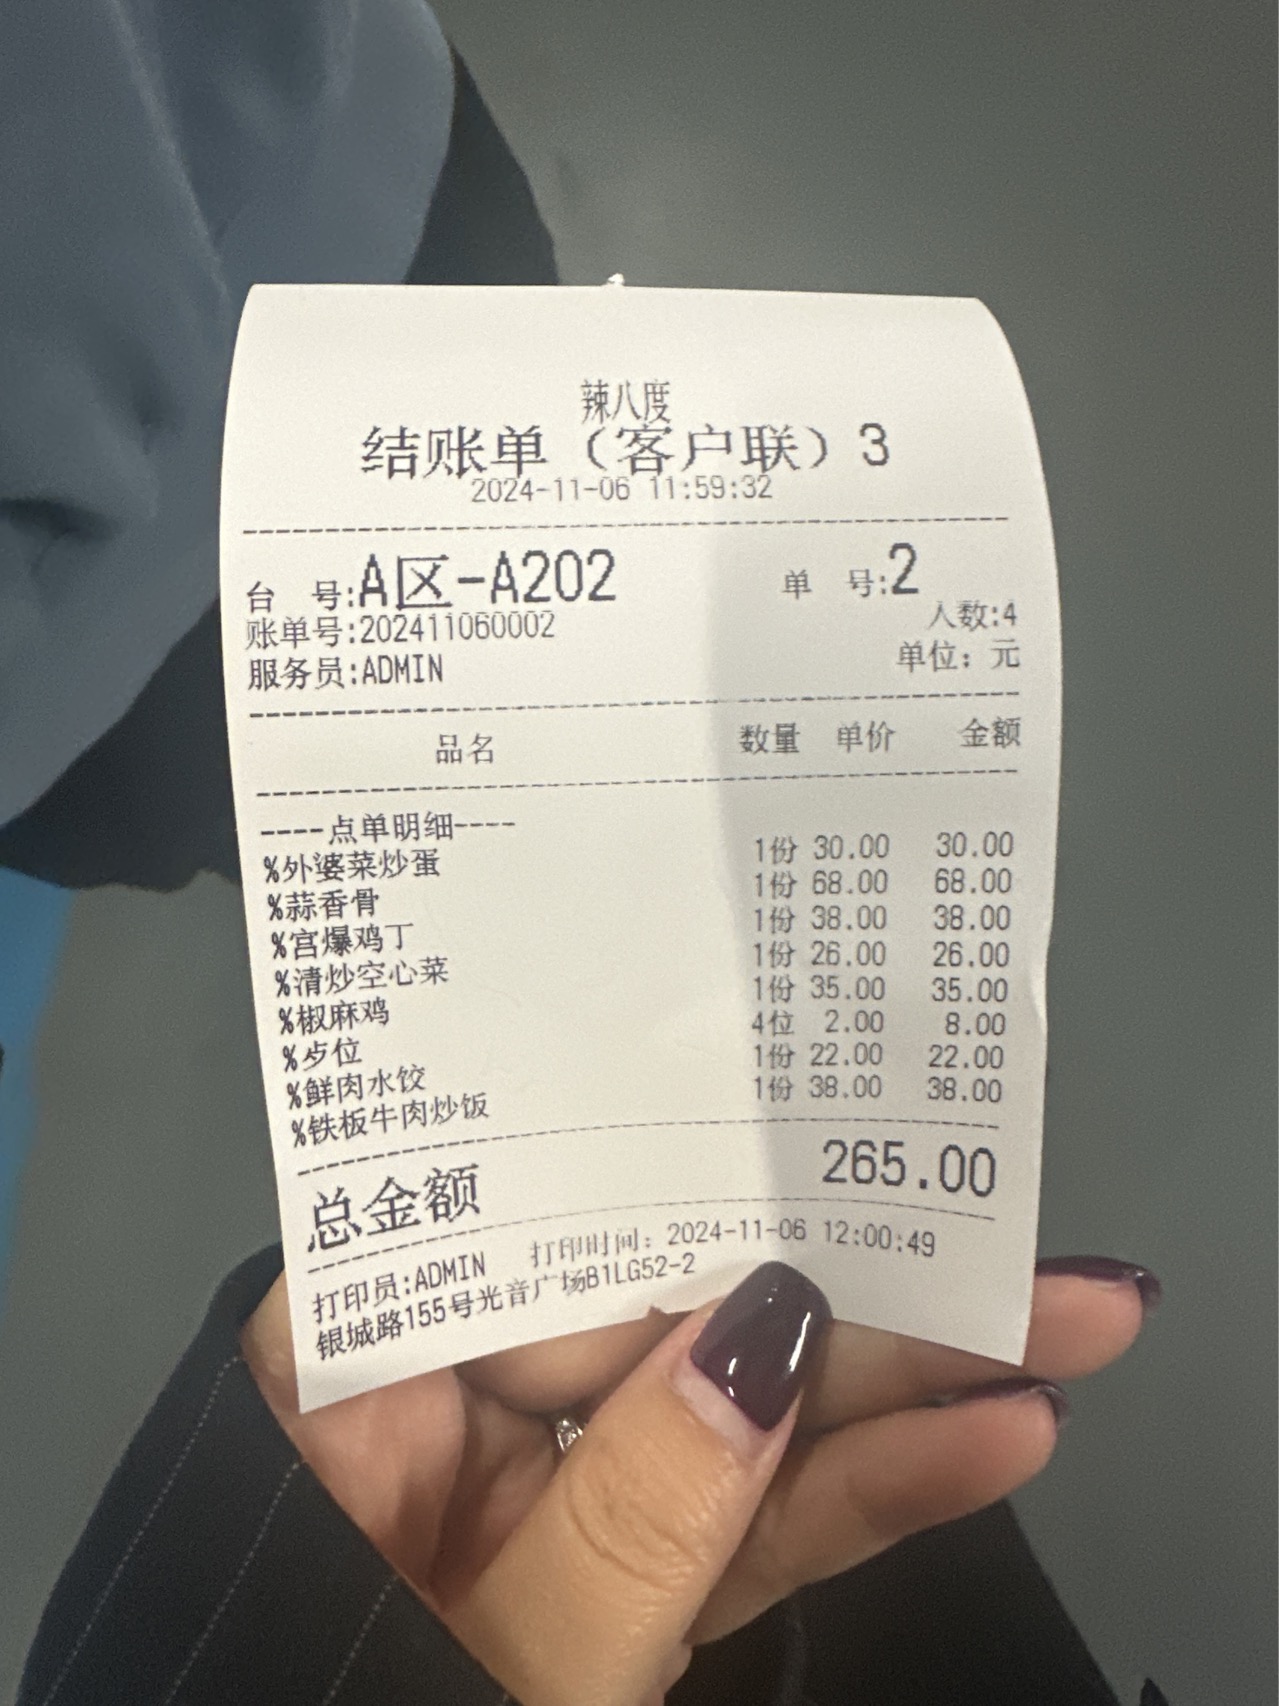 辣八度
结账单（客户联）3
2024-11-06 11:59:32
台 号:A区-A202 单 号:2
账单号:202411060002 人数:4
服务员:ADMIN 单位：元
品名 数量 单价 金额
----点单明细----
%外婆菜炒蛋 1份 30.00 30.00
%蒜香骨 1份 68.00 68.00
%宫爆鸡丁 1份 38.00 38.00
%清炒空心菜 1份 26.00 26.00
%椒麻鸡 1份 35.00 35.00
%歺位 4位 2.00 8.00
%鲜肉水饺 1份 22.00 22.00
%铁板牛肉炒饭 1份 38.00 38.00
总金额 265.00
打印员:ADMIN 打印时间：2024-11-06 12:00:49
银城路155号光音广场B1LG52-2